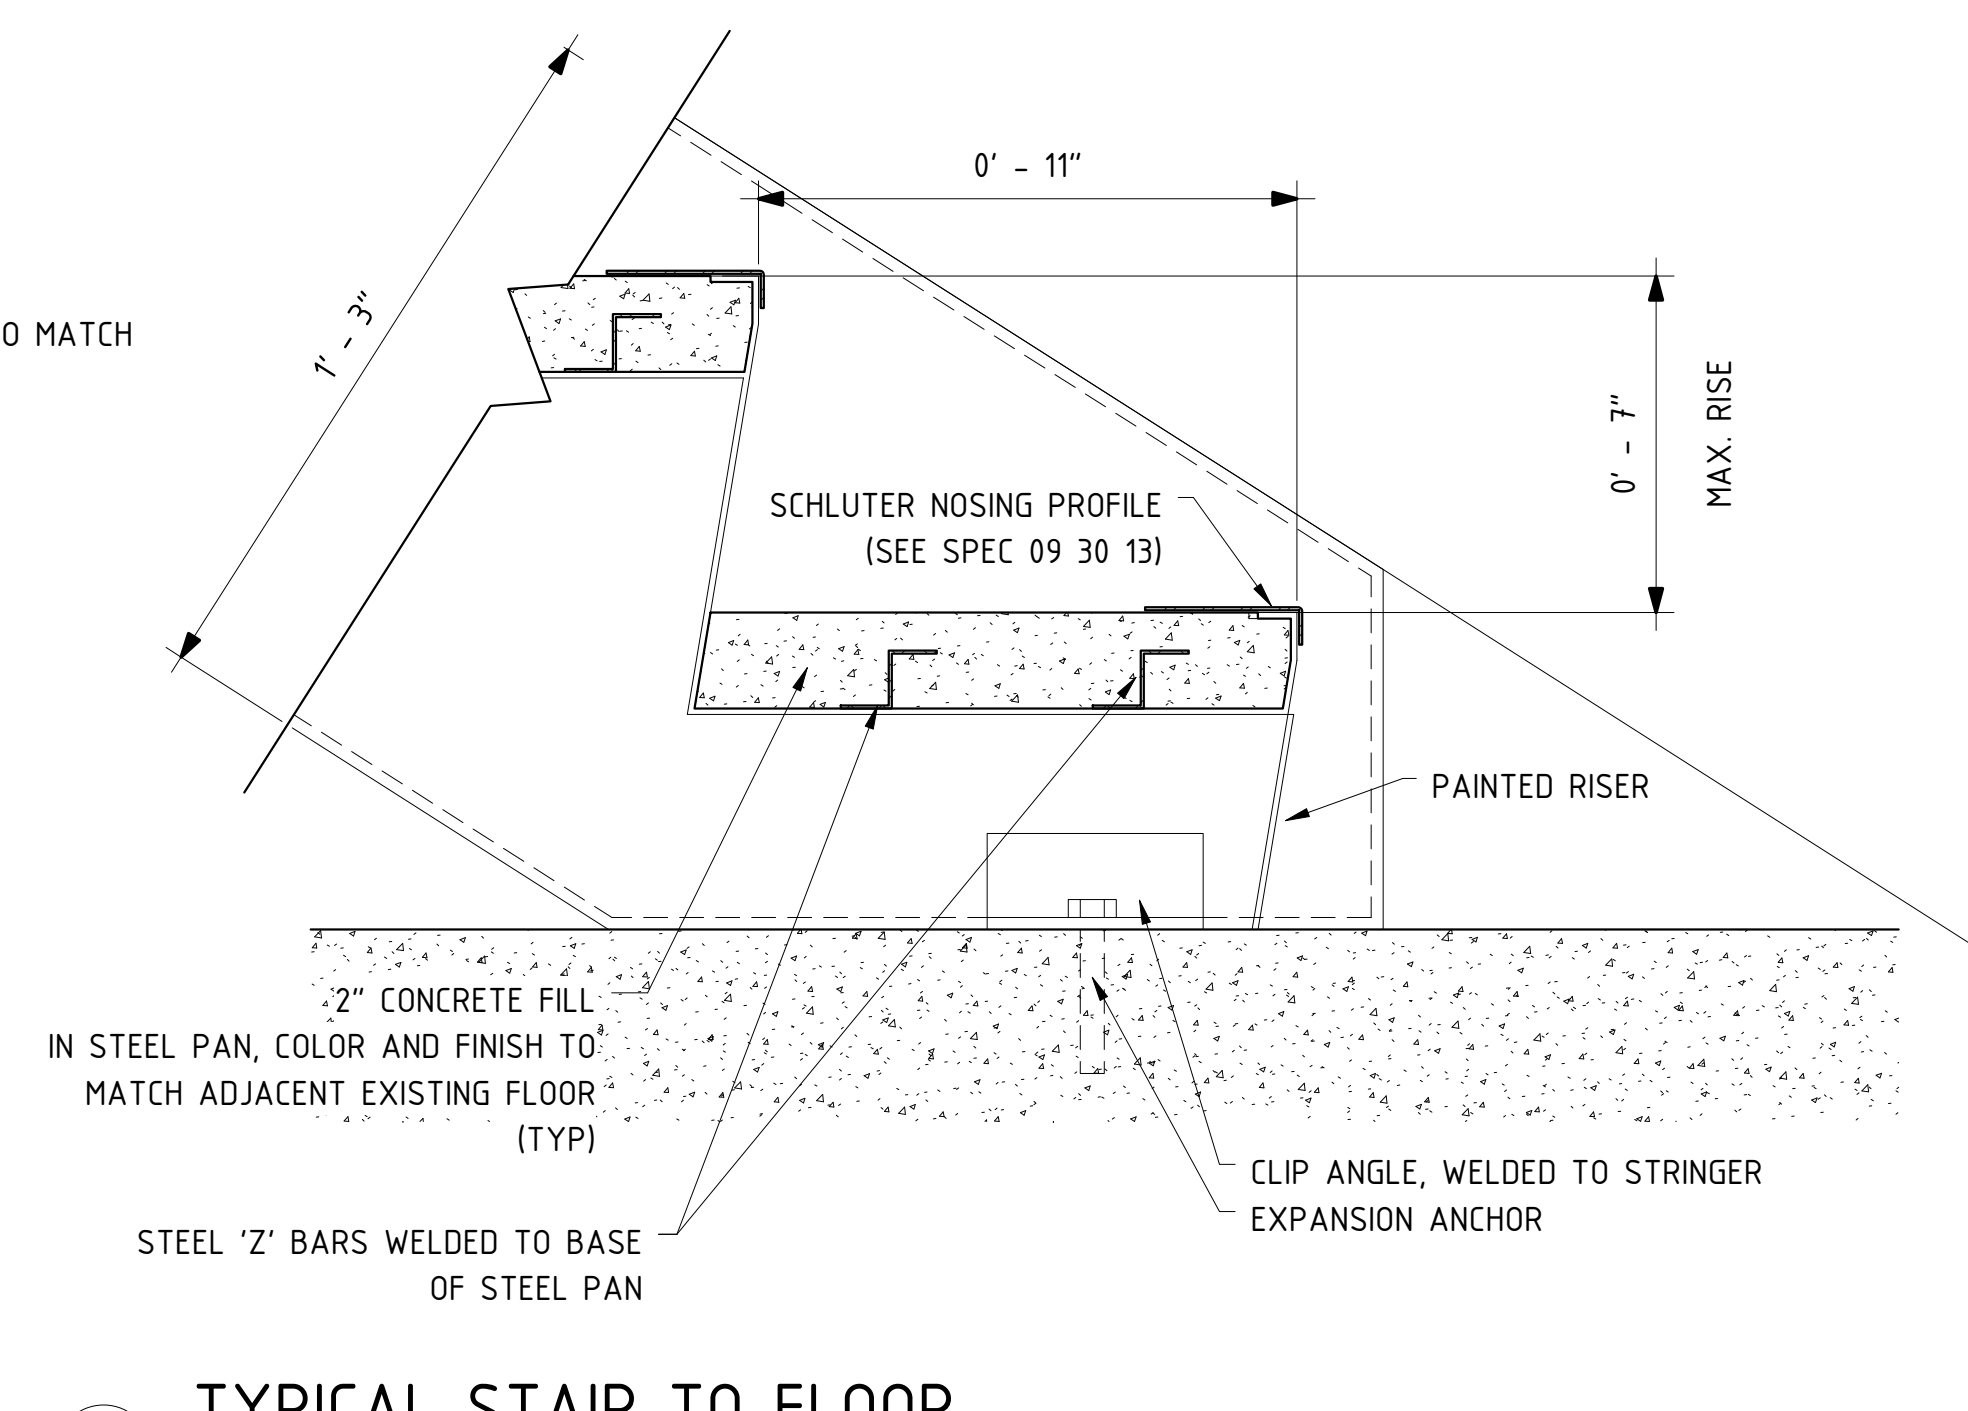 0' - 11"
1' - 3"
O MATCH
0' - 7"
MAX. RISE
SCHLUTER NOSING PROFILE
(SEE SPEC 09 30 13)
PAINTED RISER
2" CONCRETE FILL
IN STEEL PAN, COLOR AND FINISH TO
MATCH ADJACENT EXISTING FLOOR
(TYP)
CLIP ANGLE, WELDED TO STRINGER
EXPANSION ANCHOR
STEEL 'Z' BARS WELDED TO BASE
OF STEEL PAN
TYPICAL STAIR TO FLOOR